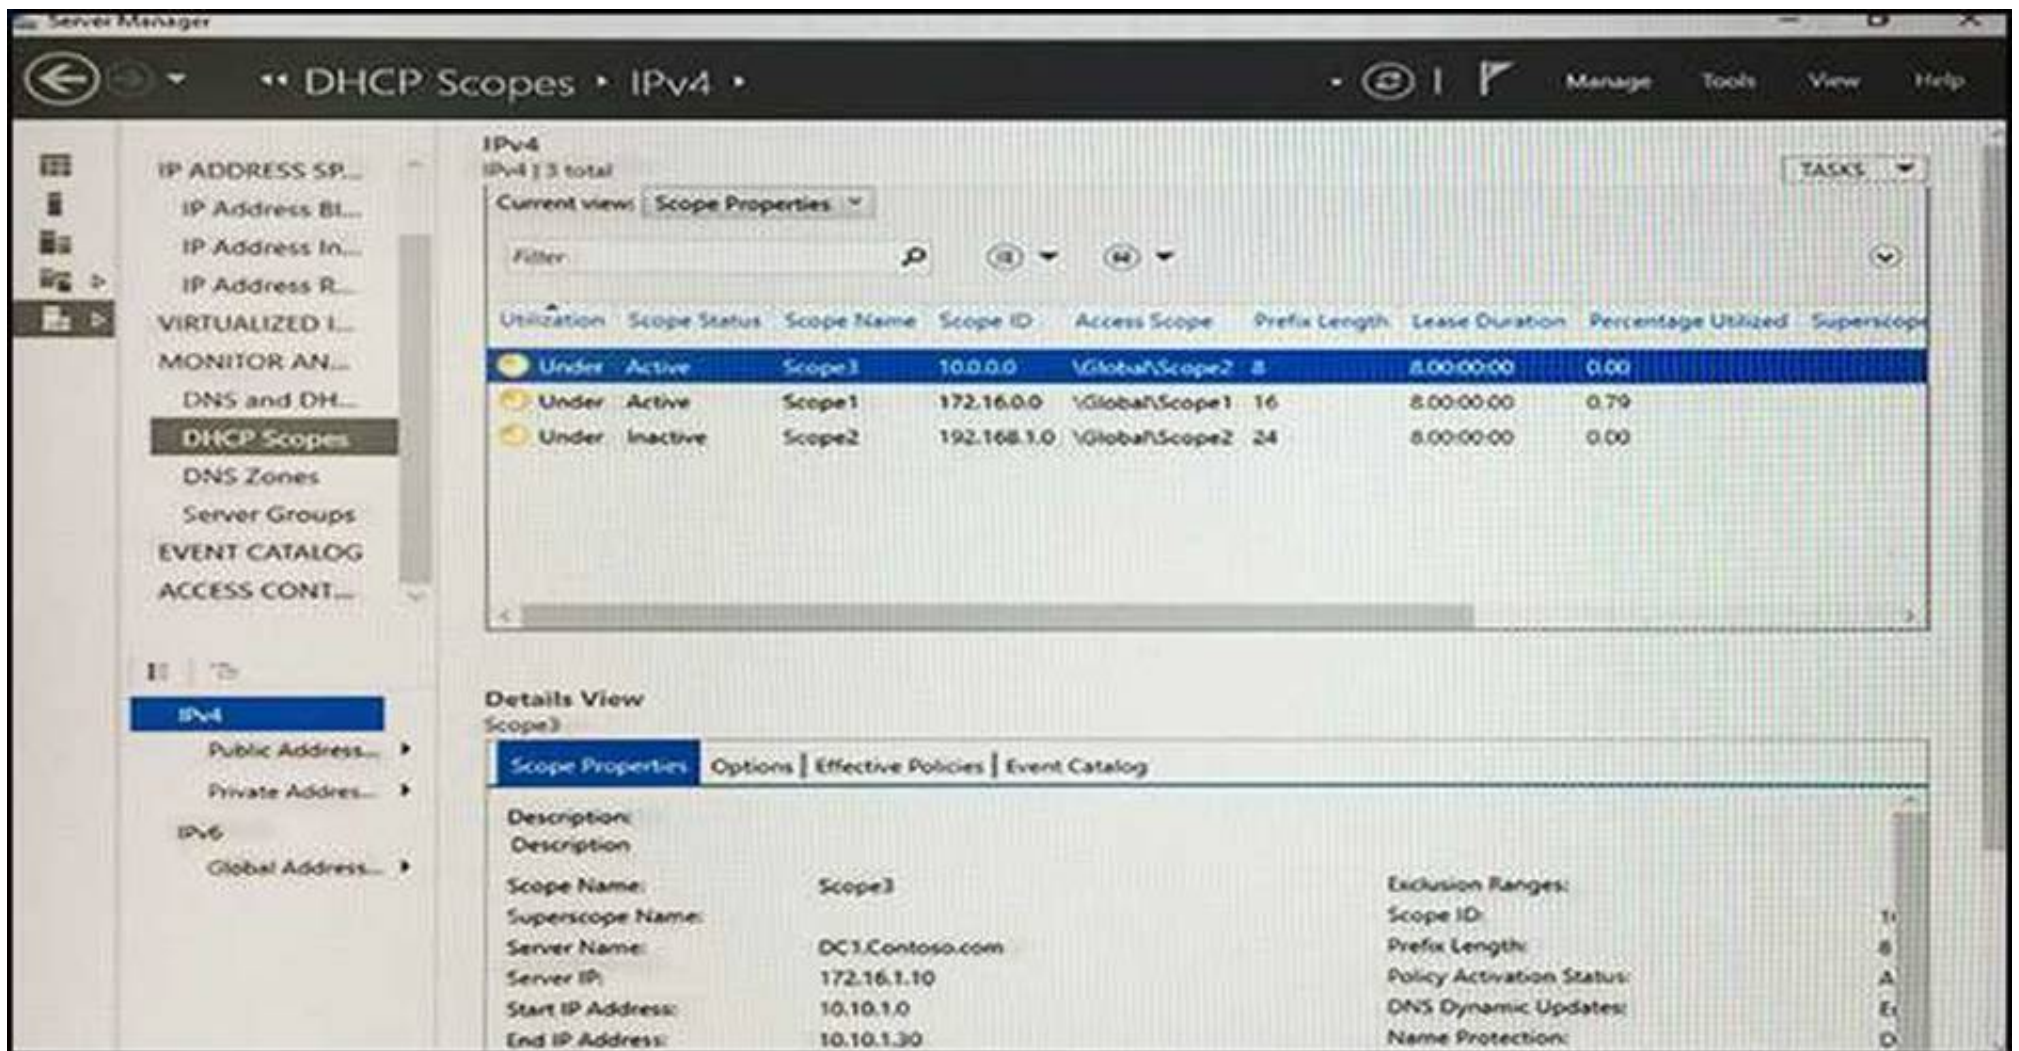 Server Manager
DHCP Scopes IPv4
Manage Tools View Help
IP ADDRESS SP...
IP Address Bl...
IP Address In...
IP Address R...
VIRTUALIZED I...
MONITOR AN...
DNS and DH...
DHCP Scopes
DNS Zones
Server Groups
EVENT CATALOG
ACCESS CONT...
IPv4
Public Address...
Private Addres...
IPv6
Global Address...
IPv4
IPv4 | 3 total
TASKS
Current view: Scope Properties
Filter
Utilization Scope Status Scope Name Scope ID Access Scope Prefix Length Lease Duration Percentage Utilized Superscope
Under Active Scope3 10.0.0.0 \Global\Scope2 8 8.00:00:00 0.00
Under Active Scope1 172.16.0.0 \Global\Scope1 16 8.00:00:00 0.79
Under Inactive Scope2 192.168.1.0 \Global\Scope2 24 8.00:00:00 0.00
Details View
Scope3
Scope Properties Options | Effective Policies | Event Catalog
Description:
Description
Scope Name: Scope3
Superscope Name:
Server Name: DC1.Contoso.com
Server IP: 172.16.1.10
Start IP Address: 10.10.1.0
End IP Address: 10.10.1.30
Exclusion Ranges:
Scope ID: 1
Prefix Length: 8
Policy Activation Status: A
DNS Dynamic Updates: E
Name Protection: D